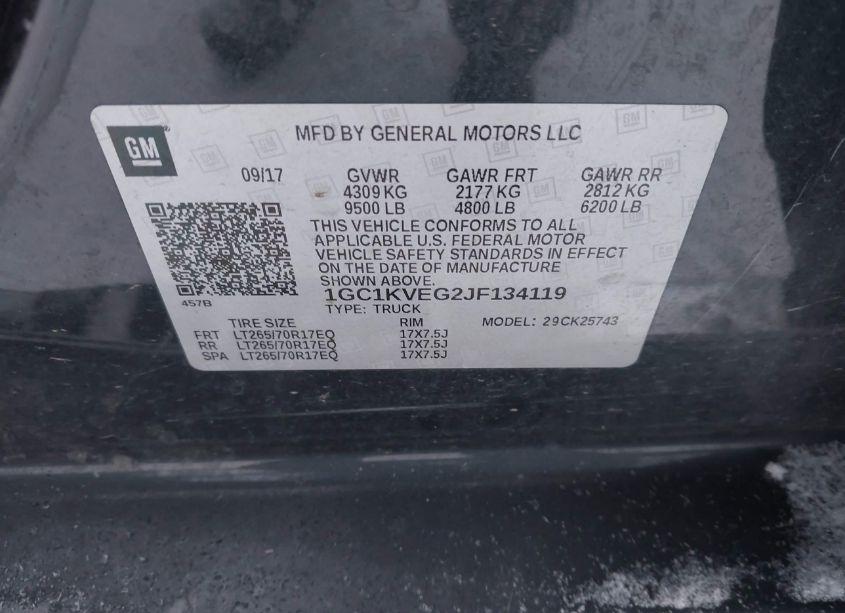 GM
MFD BY GENERAL MOTORS LLC
09/17 GVWR GAWR FRT GAWR RR
4309 KG 2177 KG 2812 KG
9500 LB 4800 LB 6200 LB
THIS VEHICLE CONFORMS TO ALL
APPLICABLE U.S. FEDERAL MOTOR
VEHICLE SAFETY STANDARDS IN EFFECT
ON THE DATE OF MANUFACTURE
SHOWN ABOVE.
457B
1GC1KVEG2JF134119
TYPE: TRUCK
TIRE SIZE RIM MODEL: 29CK25743
FRT LT265/70R17EQ 17X7.5J
RR LT265/70R17EQ 17X7.5J
SPA LT265/70R17EQ 17X7.5J